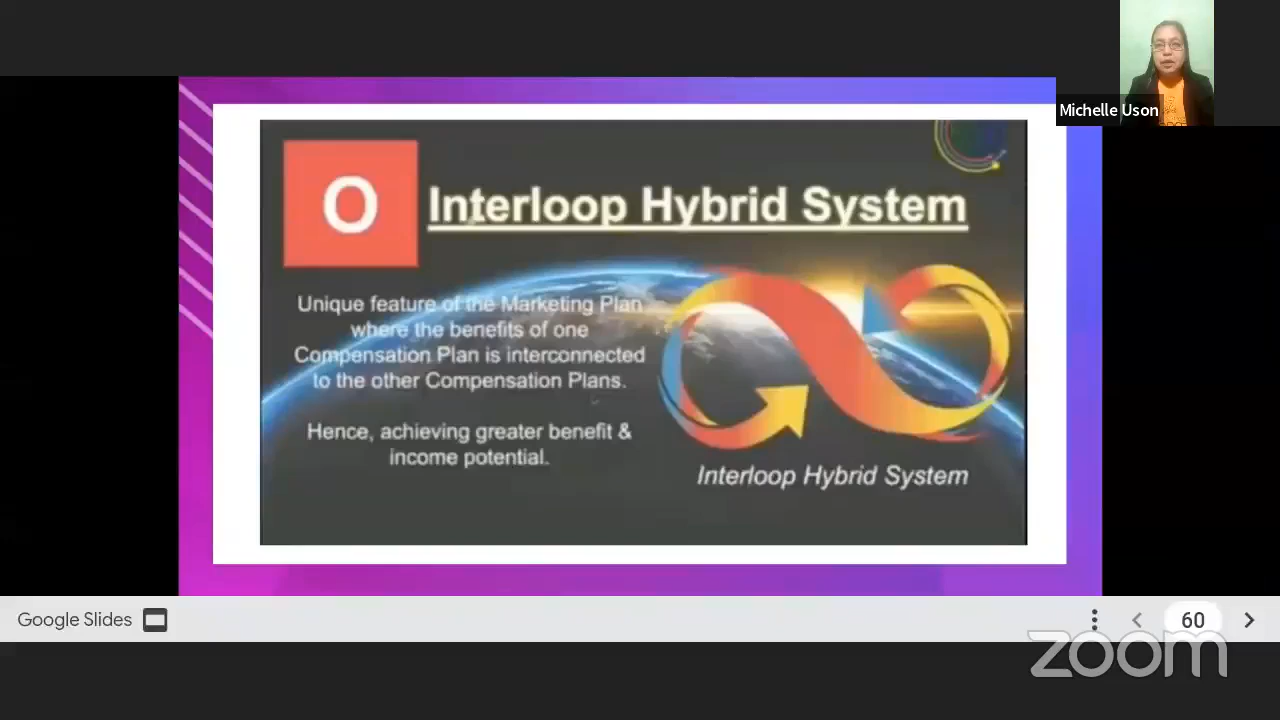 Michelle Uson
O
Interloop Hybrid System
Unique feature of the Marketing Plan
where the benefits of one
Compensation Plan is interconnected
to the other Compensation Plans.
Hence, achieving greater benefit &
income potential.
Interloop Hybrid System
Google Slides
60
zoom